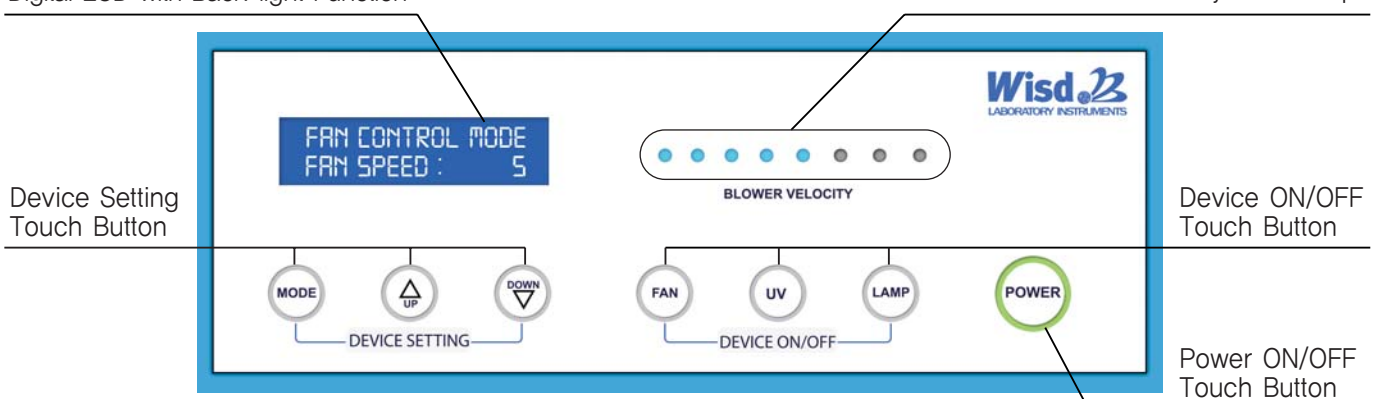 Digital LCD with Back-light Function
Wisd
LABORATORY INSTRUMENTS
FAN CONTROL MODE
FAN SPEED : 5
BLOWER VELOCITY
Device Setting
Touch Button
Device ON/OFF
Touch Button
MODE
UP
DOWN
FAN
UV
LAMP
POWER
DEVICE SETTING
DEVICE ON/OFF
Power ON/OFF
Touch Button